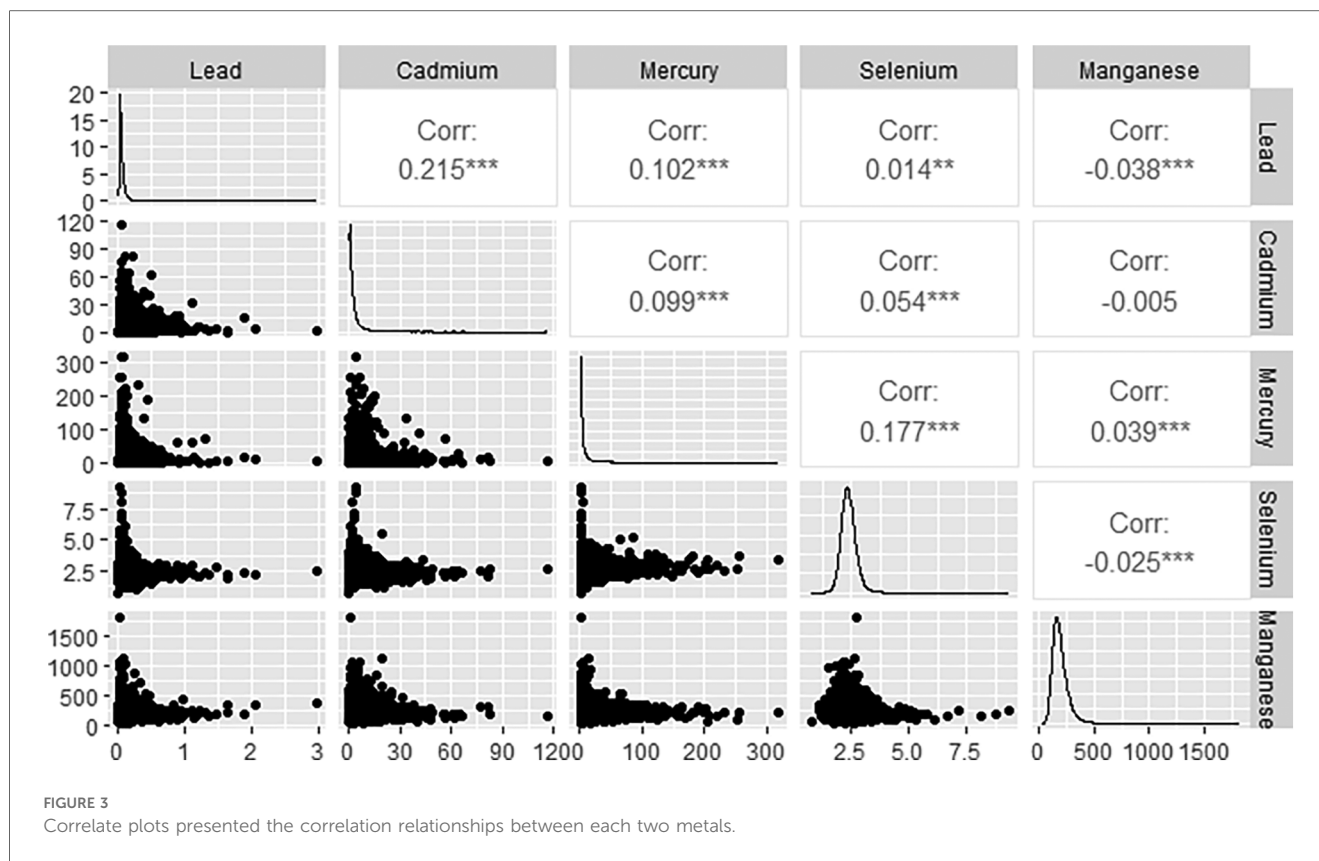 Lead Cadmium Mercury Selenium Manganese
20
15
10
5
0
Corr:
0.215***
Corr:
0.102***
Corr:
0.014**
Corr:
-0.038***
Lead
120
90
60
30
0
Corr:
0.099***
Corr:
0.054***
Corr:
-0.005
Cadmium
300
200
100
0
Corr:
0.177***
Corr:
0.039***
Mercury
7.5
5.0
2.5
Corr:
-0.025***
Selenium
1500
1000
500
0
Manganese
0 1 2 3 0 30 60 90 120 0 100 200 300 2.5 5.0 7.5 0 500 1000 1500
FIGURE 3
Correlate plots presented the correlation relationships between each two metals.